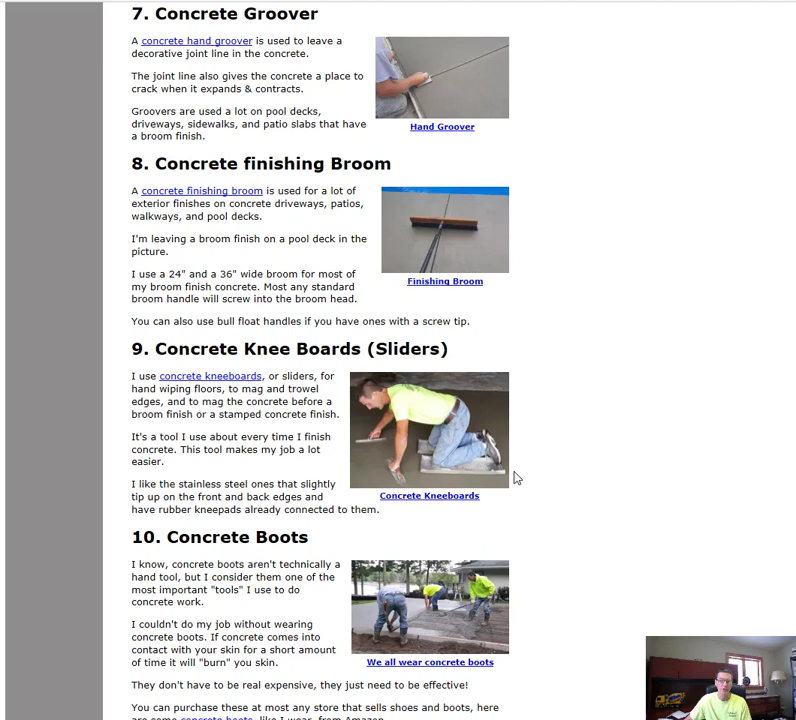 7. Concrete Groover
A concrete hand groover is used to leave a
decorative joint line in the concrete.
The joint line also gives the concrete a place to
crack when it expands & contracts.
Groovers are used a lot on pool decks,
driveways, sidewalks, and patio slabs that have
a broom finish.
Hand Groover
8. Concrete finishing Broom
A concrete finishing broom is used for a lot of
exterior finishes on concrete driveways, patios,
walkways, and pool decks.
I'm leaving a broom finish on a pool deck in the
picture.
I use a 24" and a 36" wide broom for most of
my broom finish concrete. Most any standard
broom handle will screw into the broom head.
Finishing Broom
You can also use bull float handles if you have ones with a screw tip.
9. Concrete Knee Boards (Sliders)
I use concrete kneeboards, or sliders, for
hand wiping floors, to mag and trowel
edges, and to mag the concrete before a
broom finish or a stamped concrete finish.
It's a tool I use about every time I finish
concrete. This tool makes my job a lot
easier.
I like the stainless steel ones that slightly
tip up on the front and back edges and
have rubber kneepads already connected to them.
Concrete Kneeboards
10. Concrete Boots
I know, concrete boots aren't technically a
hand tool, but I consider them one of the
most important "tools" I use to do
concrete work.
I couldn't do my job without wearing
concrete boots. If concrete comes into
contact with your skin for a short amount
of time it will "burn" you skin.
We all wear concrete boots
They don't have to be real expensive, they just need to be effective!
You can purchase these at most any store that sells shoes and boots, here
are some concrete boots, like I wear, from Amazon.